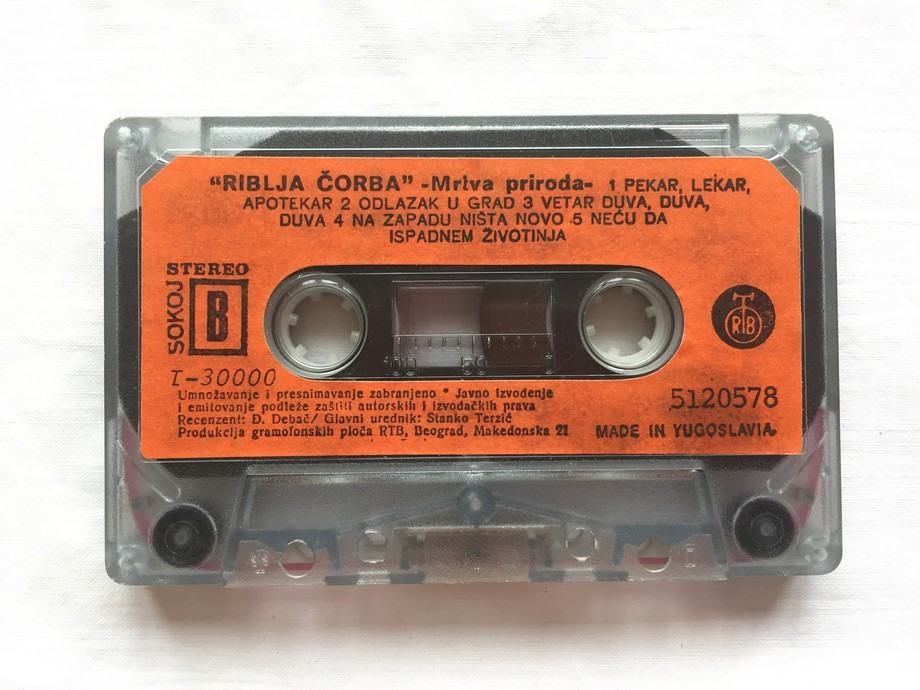 "RIBLJA ČORBA" -Mrtva priroda- 1 PEKAR, LEKAR,
APOTEKAR 2 ODLAZAK U GRAD 3 VETAR DUVA, DUVA,
DUVA 4 NA ZAPADU NIŠTA NOVO 5 NEĆU DA
ISPADNEM ŽIVOTINJA
STEREO
SOKOJ
B
RTB
100 50
I-30000
Umnožavanje i presnimavanje zabranjeno * Javno izvođenje
i emitovanje podleže zaštiti autorskih i izvođačkih prava
Recenzent: Đ. Debač/ Glavni urednik: Stanko Terzić
Produkcija gramofonskih ploča RTB, Beograd, Makedonska 21
5120578
MADE IN YUGOSLAVIA